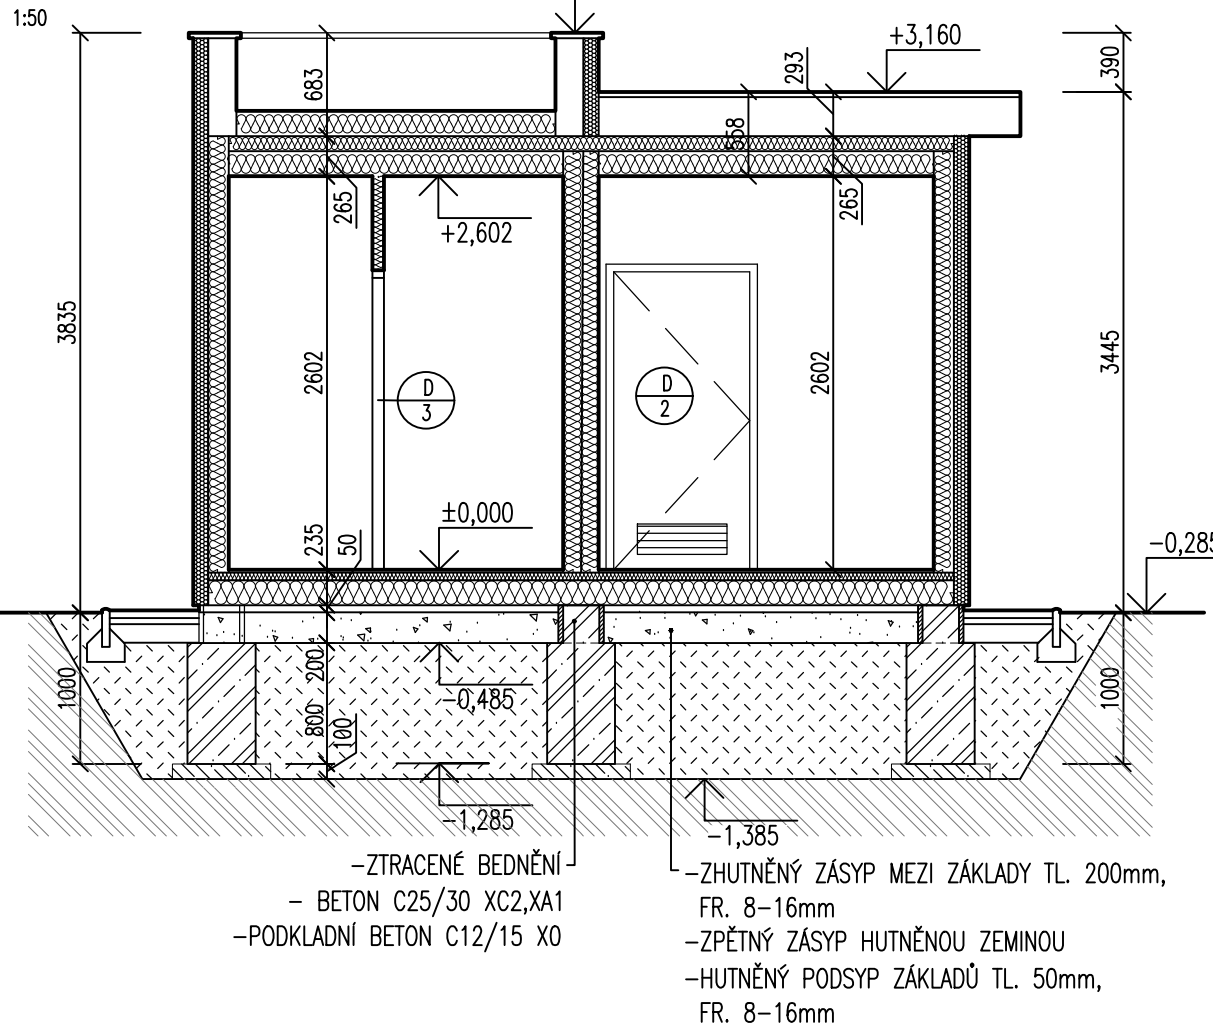 1:50
+3,160
683
293
390
558
265
265
+2,602
3835
2602
2602
3445
D
3
D
2
±0,000
235
50
-0,285
1000
200
-0,485
1000
800
100
-1,285
-1,385
-ZTRACENÉ BEDNĚNÍ
- BETON C25/30 XC2,XA1
-PODKLADNÍ BETON C12/15 X0
-ZHUTNĚNÝ ZÁSYP MEZI ZÁKLADY TL. 200mm,
FR. 8-16mm
-ZPĚTNÝ ZÁSYP HUTNĚNOU ZEMINOU
-HUTNĚNÝ PODSYP ZÁKLADŮ TL. 50mm,
FR. 8-16mm